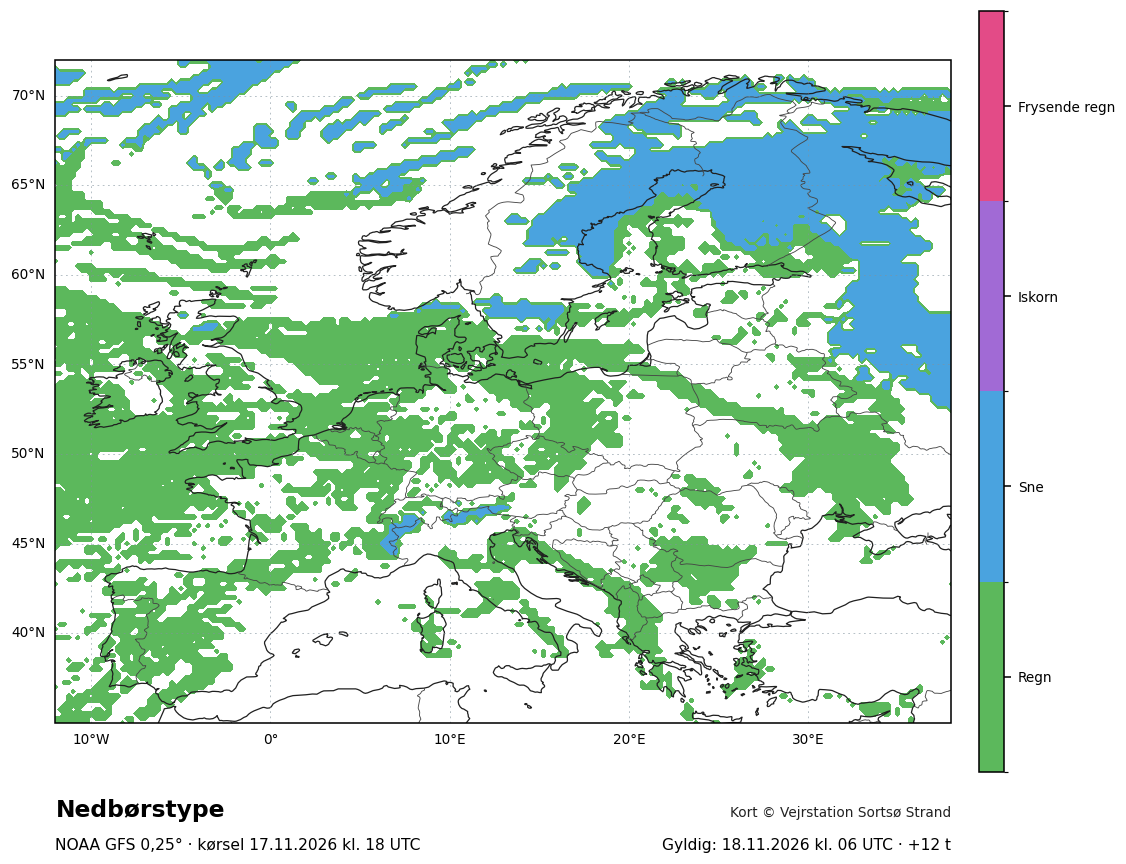 70°N
65°N
60°N
55°N
50°N
45°N
40°N
10°W
0°
10°E
20°E
30°E
Frysende regn
Iskorn
Sne
Regn
Nedbørstype
Kort © Vejrstation Sortsø Strand
NOAA GFS 0,25° · kørsel 17.11.2026 kl. 18 UTC
Gyldig: 18.11.2026 kl. 06 UTC · +12 t